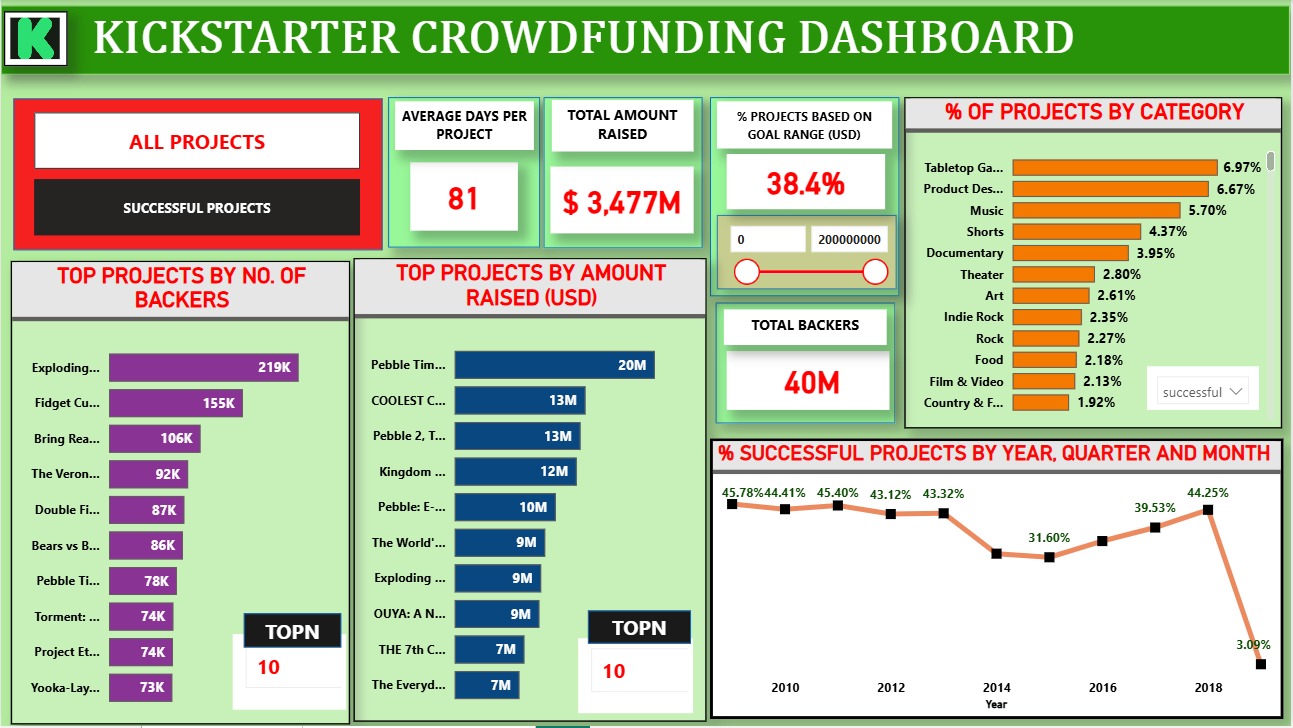 K
KICKSTARTER CROWDFUNDING DASHBOARD
ALL PROJECTS
SUCCESSFUL PROJECTS
AVERAGE DAYS PER
PROJECT
81
TOTAL AMOUNT
RAISED
$ 3,477M
% PROJECTS BASED ON
GOAL RANGE (USD)
38.4%
0
200000000
TOTAL BACKERS
40M
% OF PROJECTS BY CATEGORY
Tabletop Ga... 6.97%
Product Des... 6.67%
Music 5.70%
Shorts 4.37%
Documentary 3.95%
Theater 2.80%
Art 2.61%
Indie Rock 2.35%
Rock 2.27%
Food 2.18%
Film & Video 2.13%
Country & F... 1.92%
successful
TOP PROJECTS BY NO. OF
BACKERS
Exploding... 219K
Fidget Cu... 155K
Bring Rea... 106K
The Veron... 92K
Double Fi... 87K
Bears vs B... 86K
Pebble Ti... 78K
Torment: ... 74K
Project Et... 74K
Yooka-Lay... 73K
TOPN
10
TOP PROJECTS BY AMOUNT
RAISED (USD)
Pebble Tim... 20M
COOLEST C... 13M
Pebble 2, T... 13M
Kingdom ... 12M
Pebble: E-... 10M
The World'... 9M
Exploding ... 9M
OUYA: A N... 9M
THE 7th C... 7M
The Everyd... 7M
TOPN
10
% SUCCESSFUL PROJECTS BY YEAR, QUARTER AND MONTH
45.78% 44.41% 45.40% 43.12% 43.32% 31.60% 39.53% 44.25% 3.09%
2010 2012 2014 2016 2018
Year